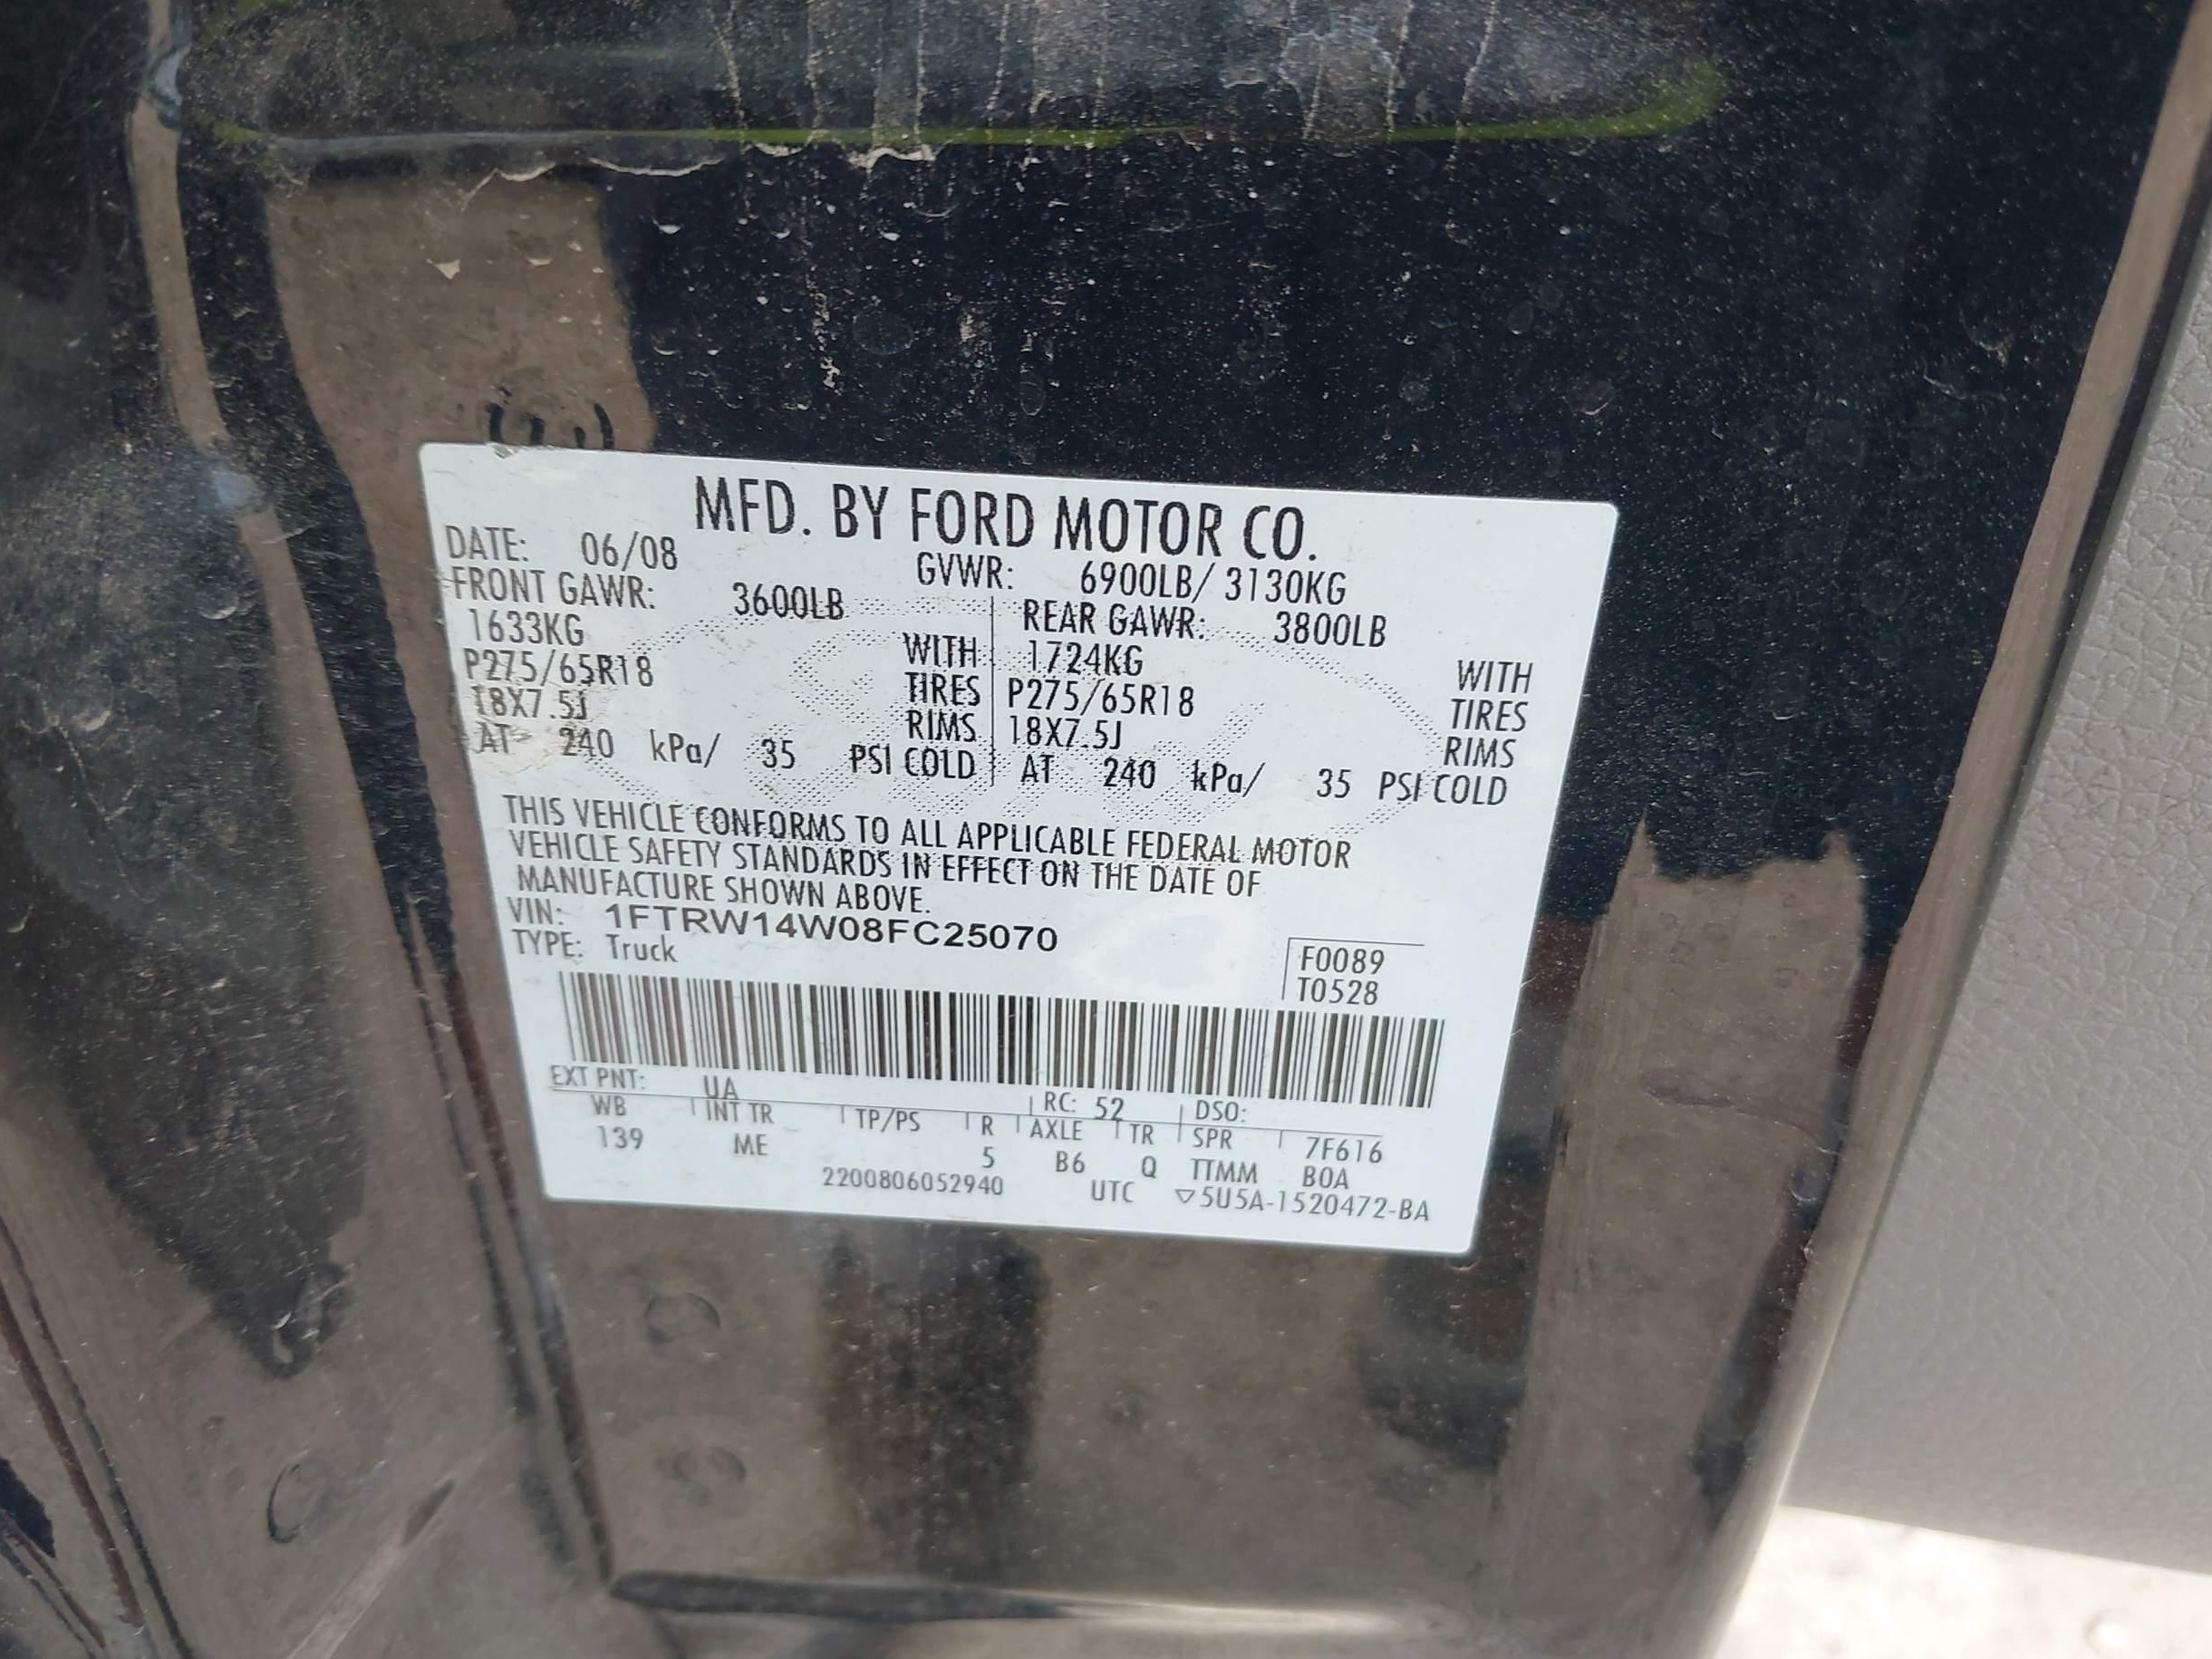 MFD. BY FORD MOTOR CO.
DATE: 06/08 GVWR: 6900LB/ 3130KG
FRONT GAWR: 3600LB REAR GAWR: 3800LB
1633KG WITH 1724KG WITH
P275/65R18 TIRES P275/65R18 TIRES
18X7.5J RIMS 18X7.5J RIMS
AT 240 kPa/ 35 PSI COLD AT 240 kPa/ 35 PSI COLD
THIS VEHICLE CONFORMS TO ALL APPLICABLE FEDERAL MOTOR
VEHICLE SAFETY STANDARDS IN EFFECT ON THE DATE OF
MANUFACTURE SHOWN ABOVE.
VIN: 1FTRW14W08FC25070
TYPE: Truck
F0089
T0528
EXT PNT: UA RC: 52 DSO:
WB INT TR TP/PS R AXLE TR SPR 7F616
139 ME 5 B6 Q TTMM BOA
2200806052940 UTC ▽5U5A-1520472-BA